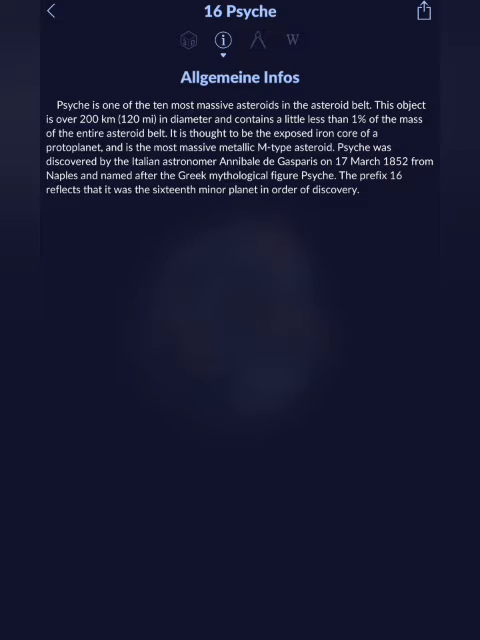 16 Psyche
3D i W
Allgemeine Infos
Psyche is one of the ten most massive asteroids in the asteroid belt. This object
is over 200 km (120 mi) in diameter and contains a little less than 1% of the mass
of the entire asteroid belt. It is thought to be the exposed iron core of a
protoplanet, and is the most massive metallic M-type asteroid. Psyche was
discovered by the Italian astronomer Annibale de Gasparis on 17 March 1852 from
Naples and named after the Greek mythological figure Psyche. The prefix 16
reflects that it was the sixteenth minor planet in order of discovery.